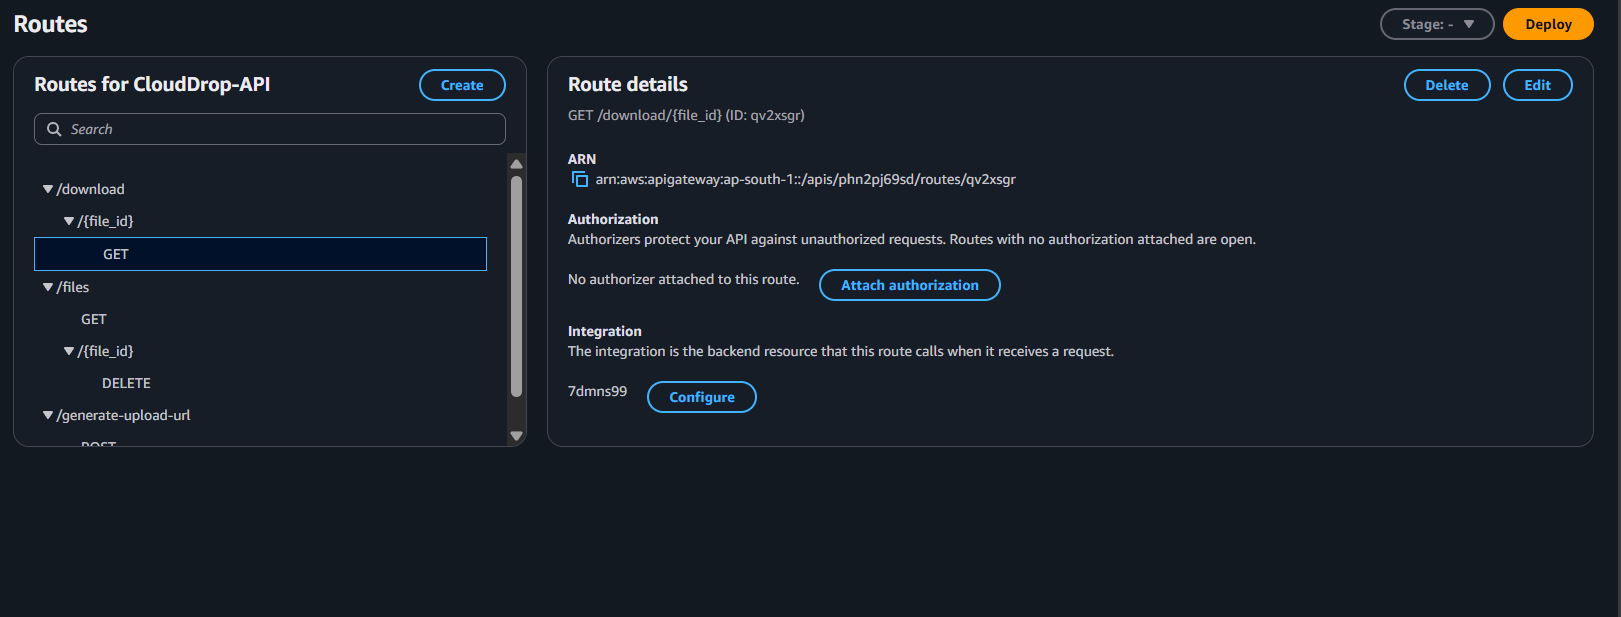 Routes
Stage: -
Deploy
Routes for CloudDrop-API
Create
Search
/download
/{file_id}
GET
/files
GET
/{file_id}
DELETE
/generate-upload-url
POST
Route details
Delete
Edit
GET /download/{file_id} (ID: qv2xsgr)
ARN
arn:aws:apigateway:ap-south-1::/apis/phn2pj69sd/routes/qv2xsgr
Authorization
Authorizers protect your API against unauthorized requests. Routes with no authorization attached are open.
No authorizer attached to this route.
Attach authorization
Integration
The integration is the backend resource that this route calls when it receives a request.
7dmns99
Configure